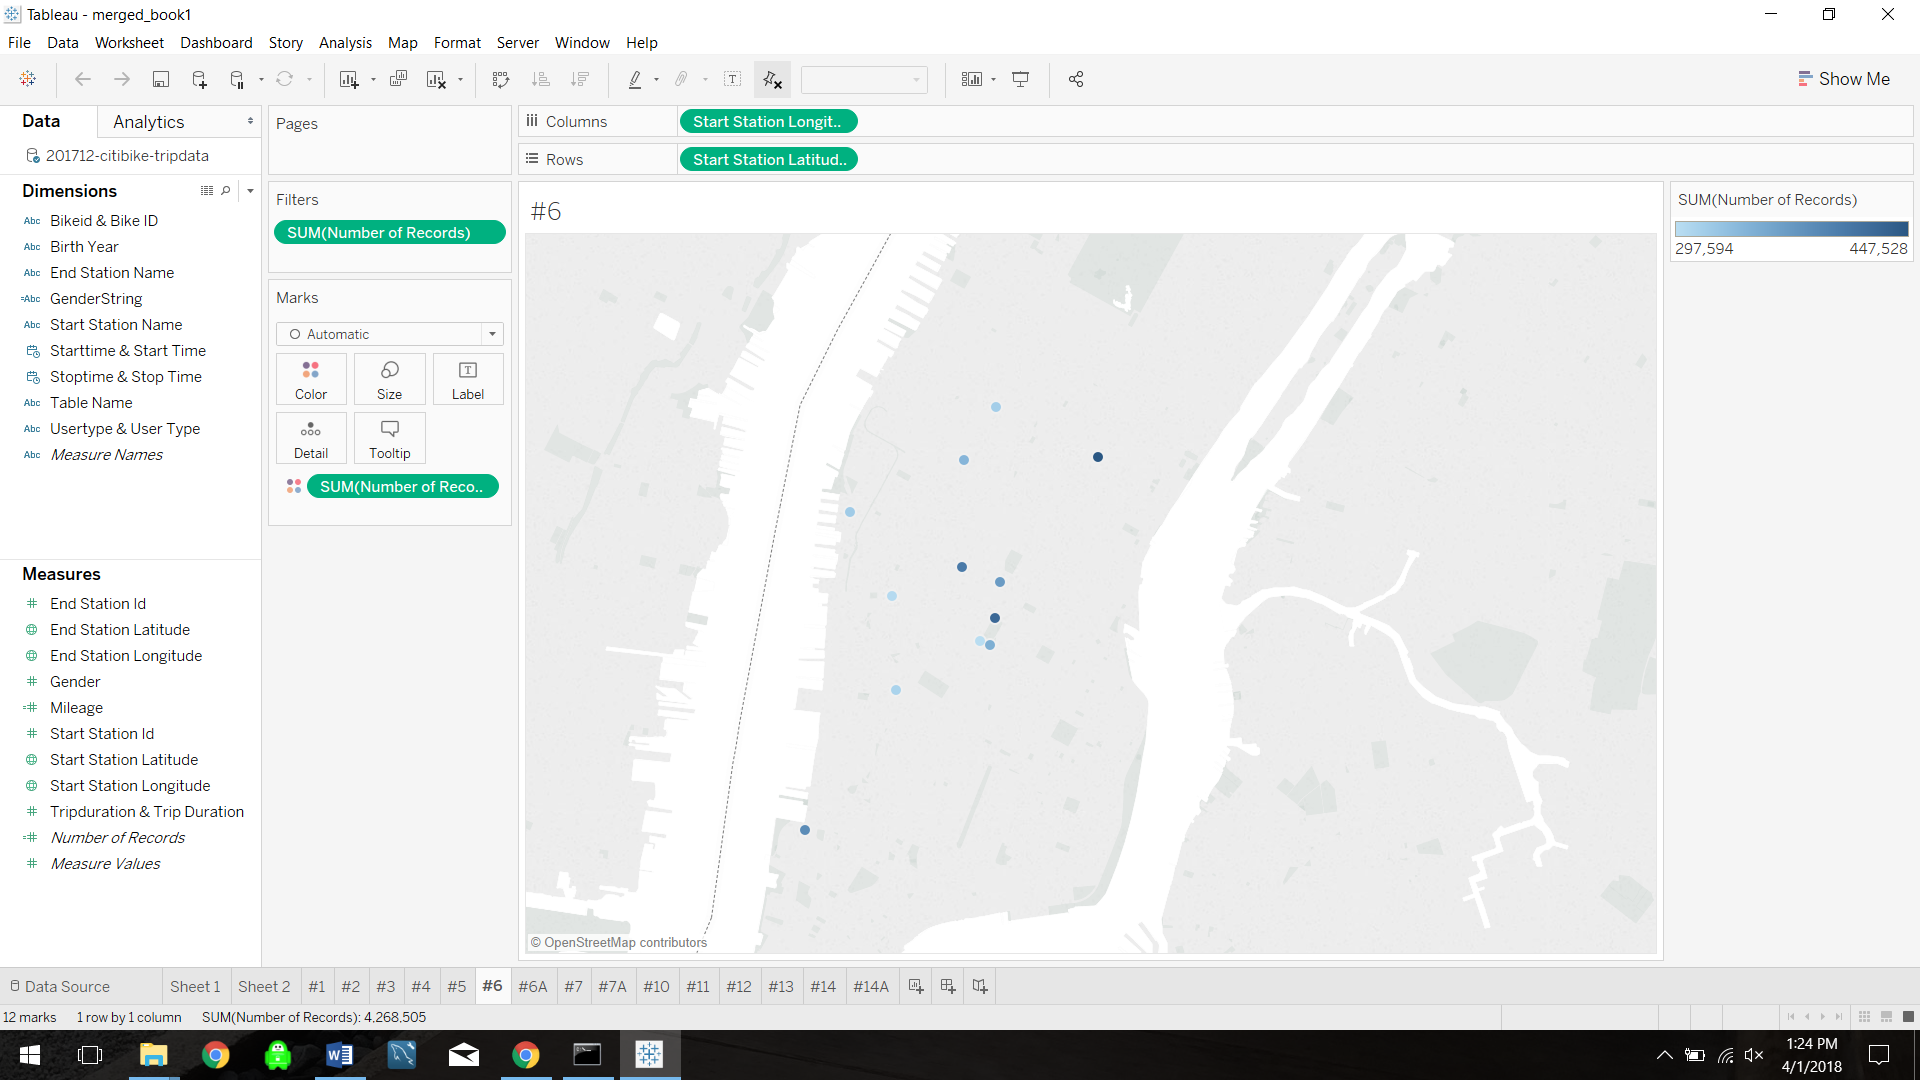 Tableau - merged_book1
File Data Worksheet Dashboard Story Analysis Map Format Server Window Help
Show Me
Data Analytics
201712-citibike-tripdata
Dimensions
Abc Bikeid & Bike ID
Abc Birth Year
Abc End Station Name
=Abc GenderString
Abc Start Station Name
Starttime & Start Time
Stoptime & Stop Time
Abc Table Name
Abc Usertype & User Type
Abc Measure Names
Measures
# End Station Id
End Station Latitude
End Station Longitude
# Gender
=# Mileage
# Start Station Id
Start Station Latitude
Start Station Longitude
# Tripduration & Trip Duration
=# Number of Records
# Measure Values
Pages
Filters
SUM(Number of Records)
Marks
Automatic
Color Size Label
Detail Tooltip
SUM(Number of Reco..
Columns Start Station Longit..
Rows Start Station Latitud..
#6
© OpenStreetMap contributors
SUM(Number of Records)
297,594 447,528
Data Source Sheet 1 Sheet 2 #1 #2 #3 #4 #5 #6 #6A #7 #7A #10 #11 #12 #13 #14 #14A
12 marks 1 row by 1 column SUM(Number of Records): 4,268,505
1:24 PM
4/1/2018